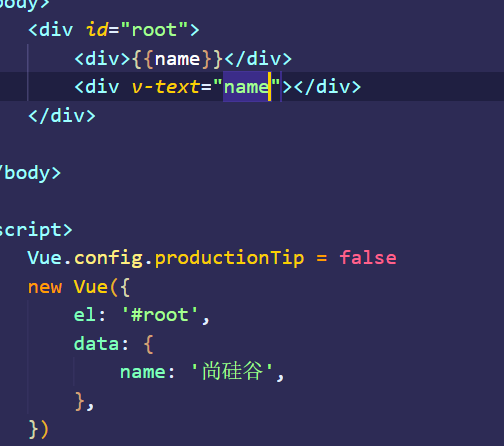 body>
<div id="root">
<div>{{name}}</div>
<div v-text="name"></div>
</div>
/body>
script>
Vue.config.productionTip = false
new Vue({
el: '#root',
data: {
name: '尚硅谷',
},
})